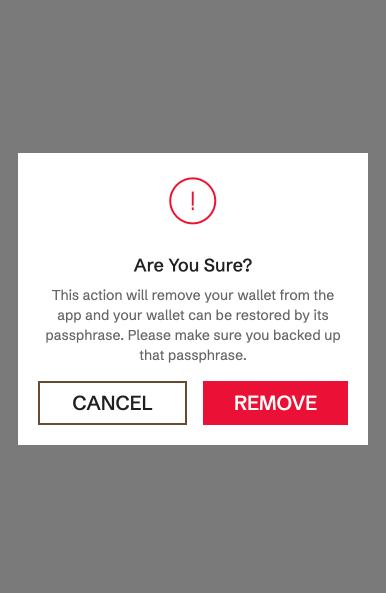 !
Are You Sure?
This action will remove your wallet from the
app and your wallet can be restored by its
passphrase. Please make sure you backed up
that passphrase.
CANCEL REMOVE